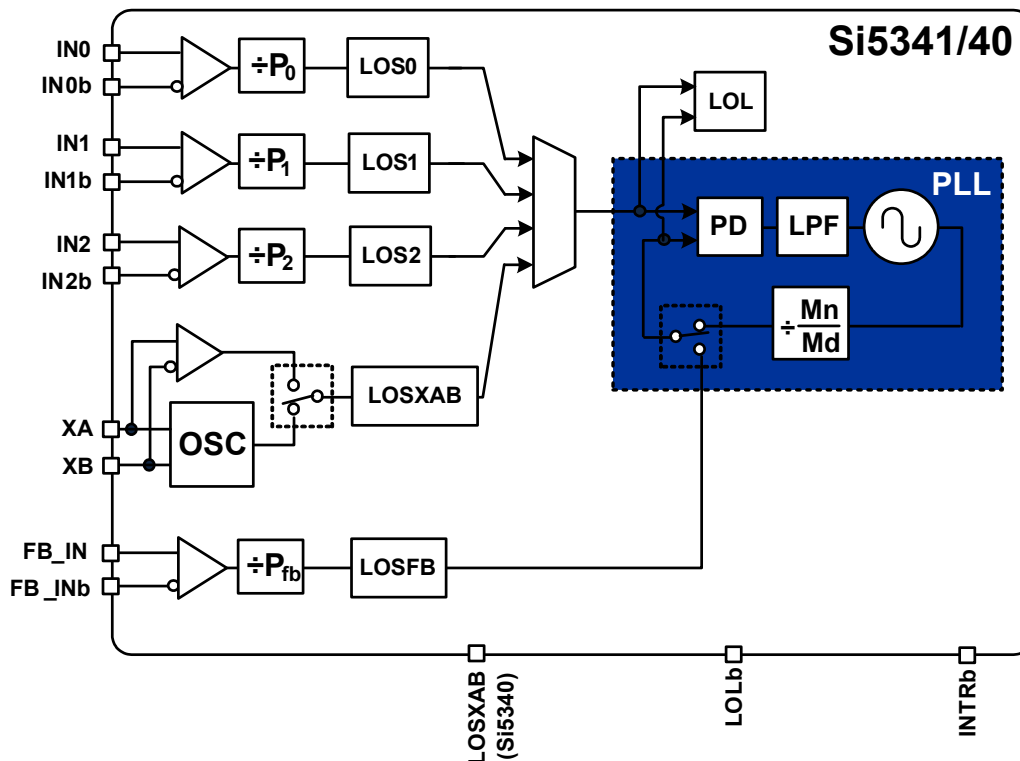 Si5341/40
IN0
IN0b
÷P0
LOS0
LOL
IN1
IN1b
÷P1
LOS1
PLL
IN2
IN2b
÷P2
LOS2
PD
LPF
÷Mn/Md
XA
XB
OSC
LOSXAB
FB_IN
FB_INb
÷Pfb
LOSFB
LOSXAB
(Si5340)
LOLb
INTRb